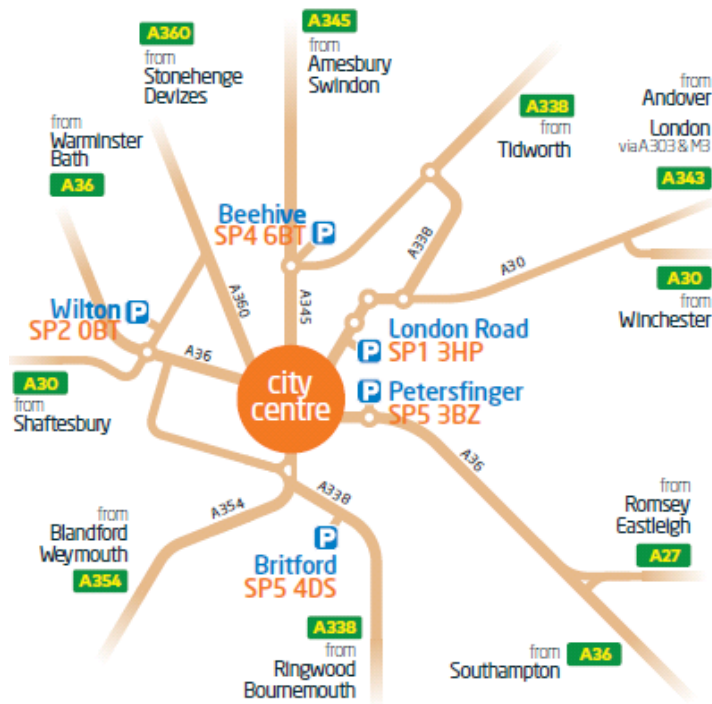 A360
from
Stonehenge
Devizes
A345
from
Amesbury
Swindon
A338
from
Tidworth
from
Andover
London
via A303 & M3
A343
from
Warminster
Bath
A36
Beehive
SP4 6BT
P
A338
A30
A30
from
Winchester
Wilton P
SP2 0BT
A360
A345
A36
London Road
P SP1 3HP
A30
from
Shaftesbury
city
centre
P Petersfinger
SP5 3BZ
A36
from
Romsey
Eastleigh
A27
A354
A338
from
Blandford
Weymouth
A354
P
Britford
SP5 4DS
A338
from
Ringwood
Bournemouth
from
Southampton
A36